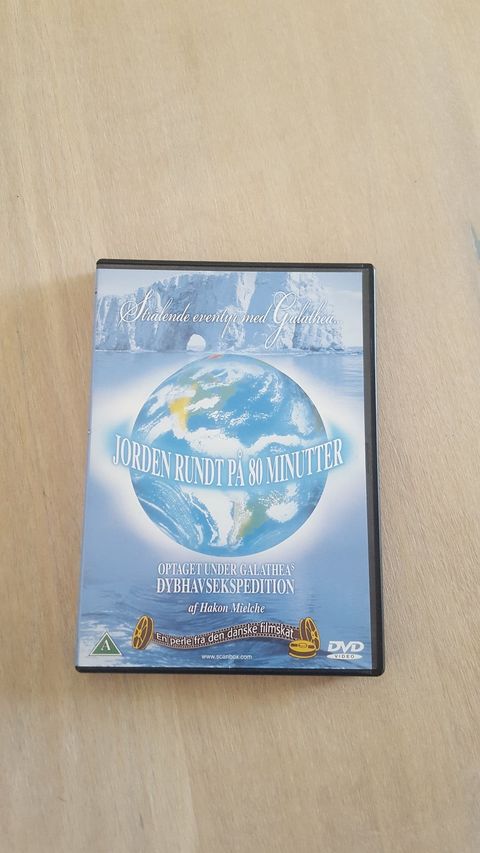 Strålende eventyr med Galathea...
JORDEN RUNDT PÅ 80 MINUTTER
OPTAGET UNDER GALATHEAS
DYBHAVSEKSPEDITION
af Hakon Mielche
En perle fra den danske filmskat
A
www.scanbox.com
DVD
VIDEO